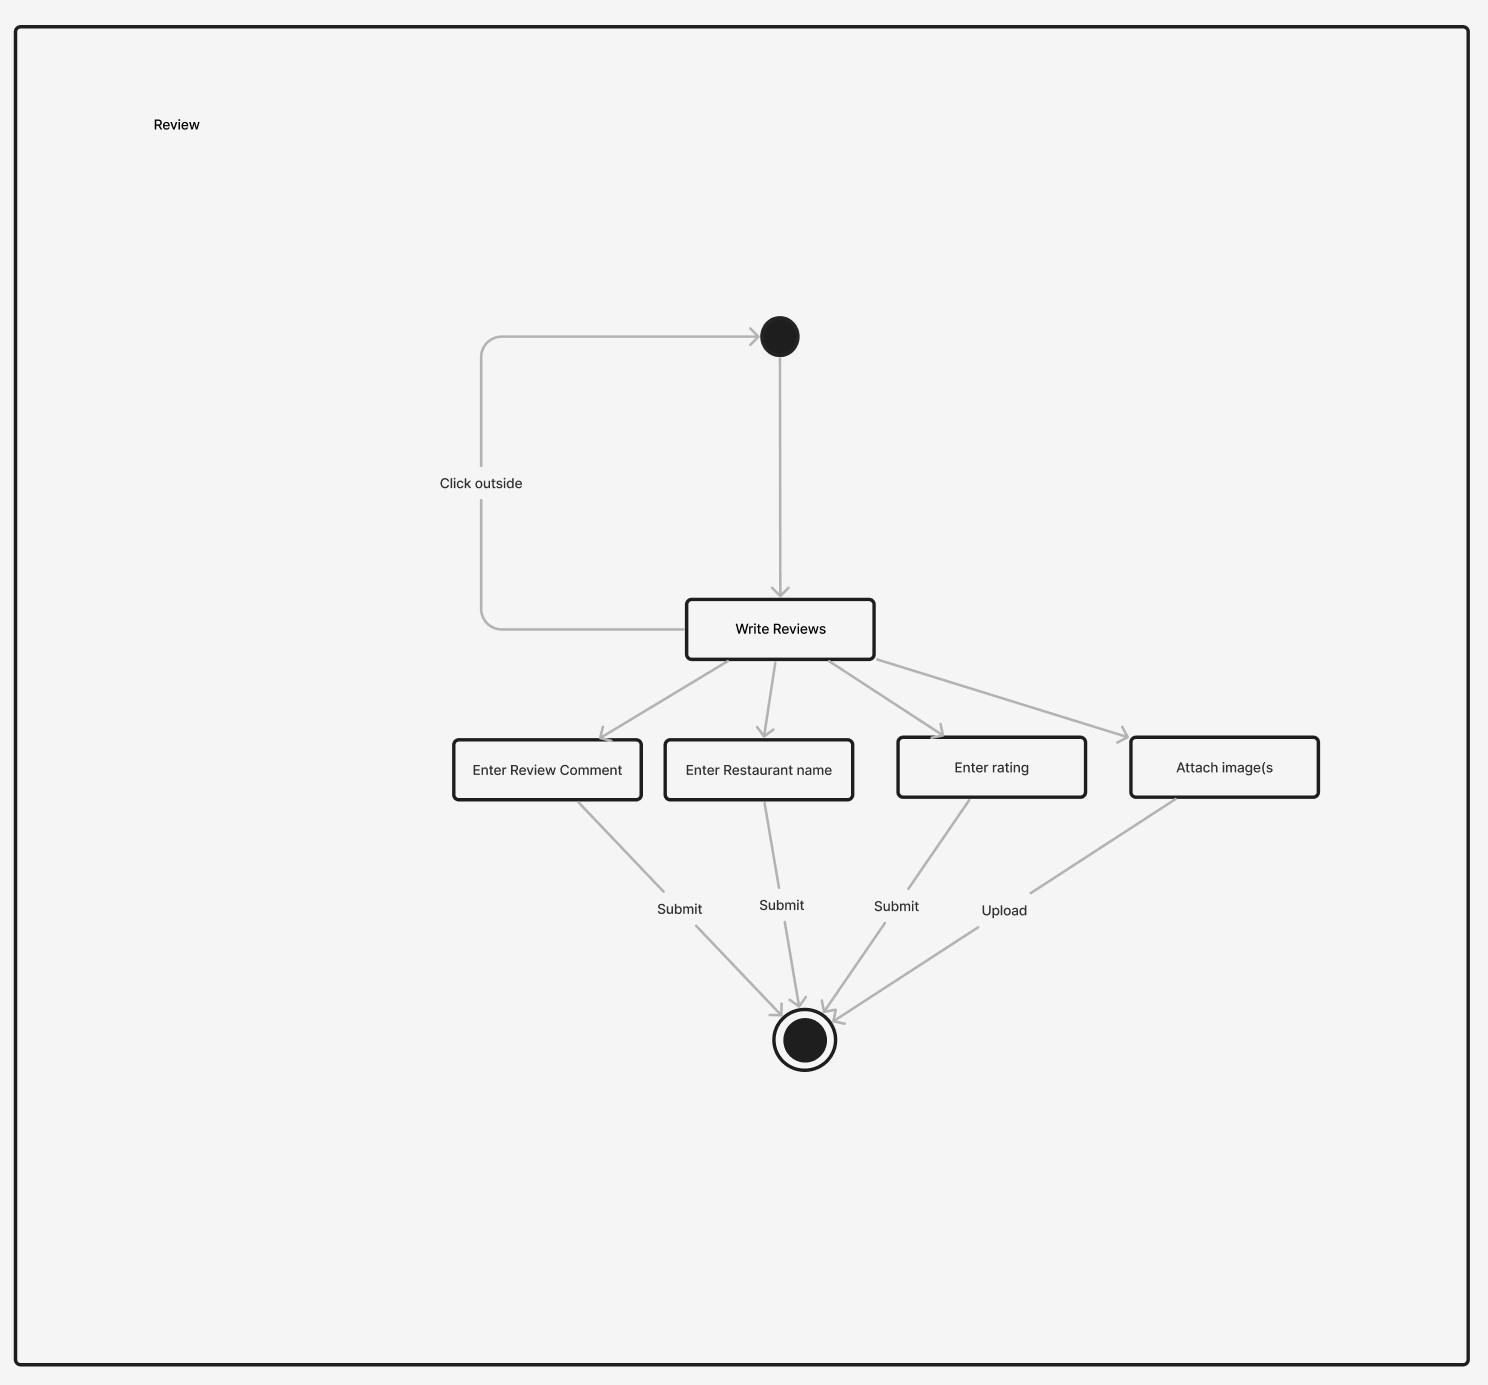 Review
Click outside
Write Reviews
Enter Review Comment
Enter Restaurant name
Enter rating
Attach image(s
Submit
Submit
Submit
Upload